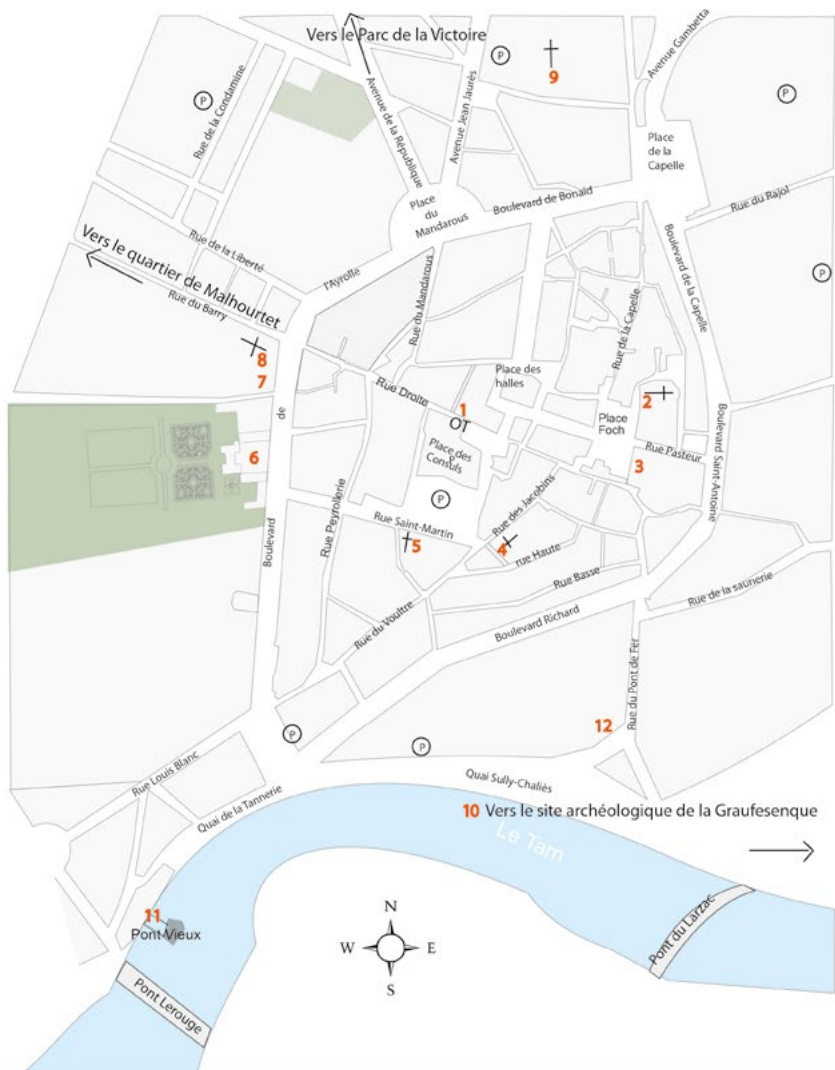 Vers le Parc de la Victoire
P
9
Avenue Gambetta
P
P
Rue de la Condamine
Avenue de la République
Avenue Jean Jaurès
Place
de la
Capelle
Place
du
Mandarous
Boulevard de Bonald
Rue du Rajol
Rue de la Liberté
Vers le quartier de Malhourtet
Rue du Barry
l'Ayrolle
Boulevard de la Capelle
P
Rue du Mandarous
Rue de la Capelle
8
7
Place des
halles
Rue Droite
1
OT
2
Place
Foch
de
Boulevard Saint-Antoine
Rue Pasteur
6
Place des
Consuls
3
P
Rue Peyrollerie
Rue Saint-Martin
Rue des Jacobins
5
4
rue Haute
Boulevard
Rue Basse
Rue de la saunerie
Rue du Voultre
Boulevard Richard
Rue du Pont de Fer
12
P
P
Rue Louis Blanc
Quai de la Tannerie
Quai Sully-Chaliès
10 Vers le site archéologique de la Graufesenque
Le Tarn
11
Pont Vieux
N
W
E
S
Pont du Larzac
Pont Lerouge